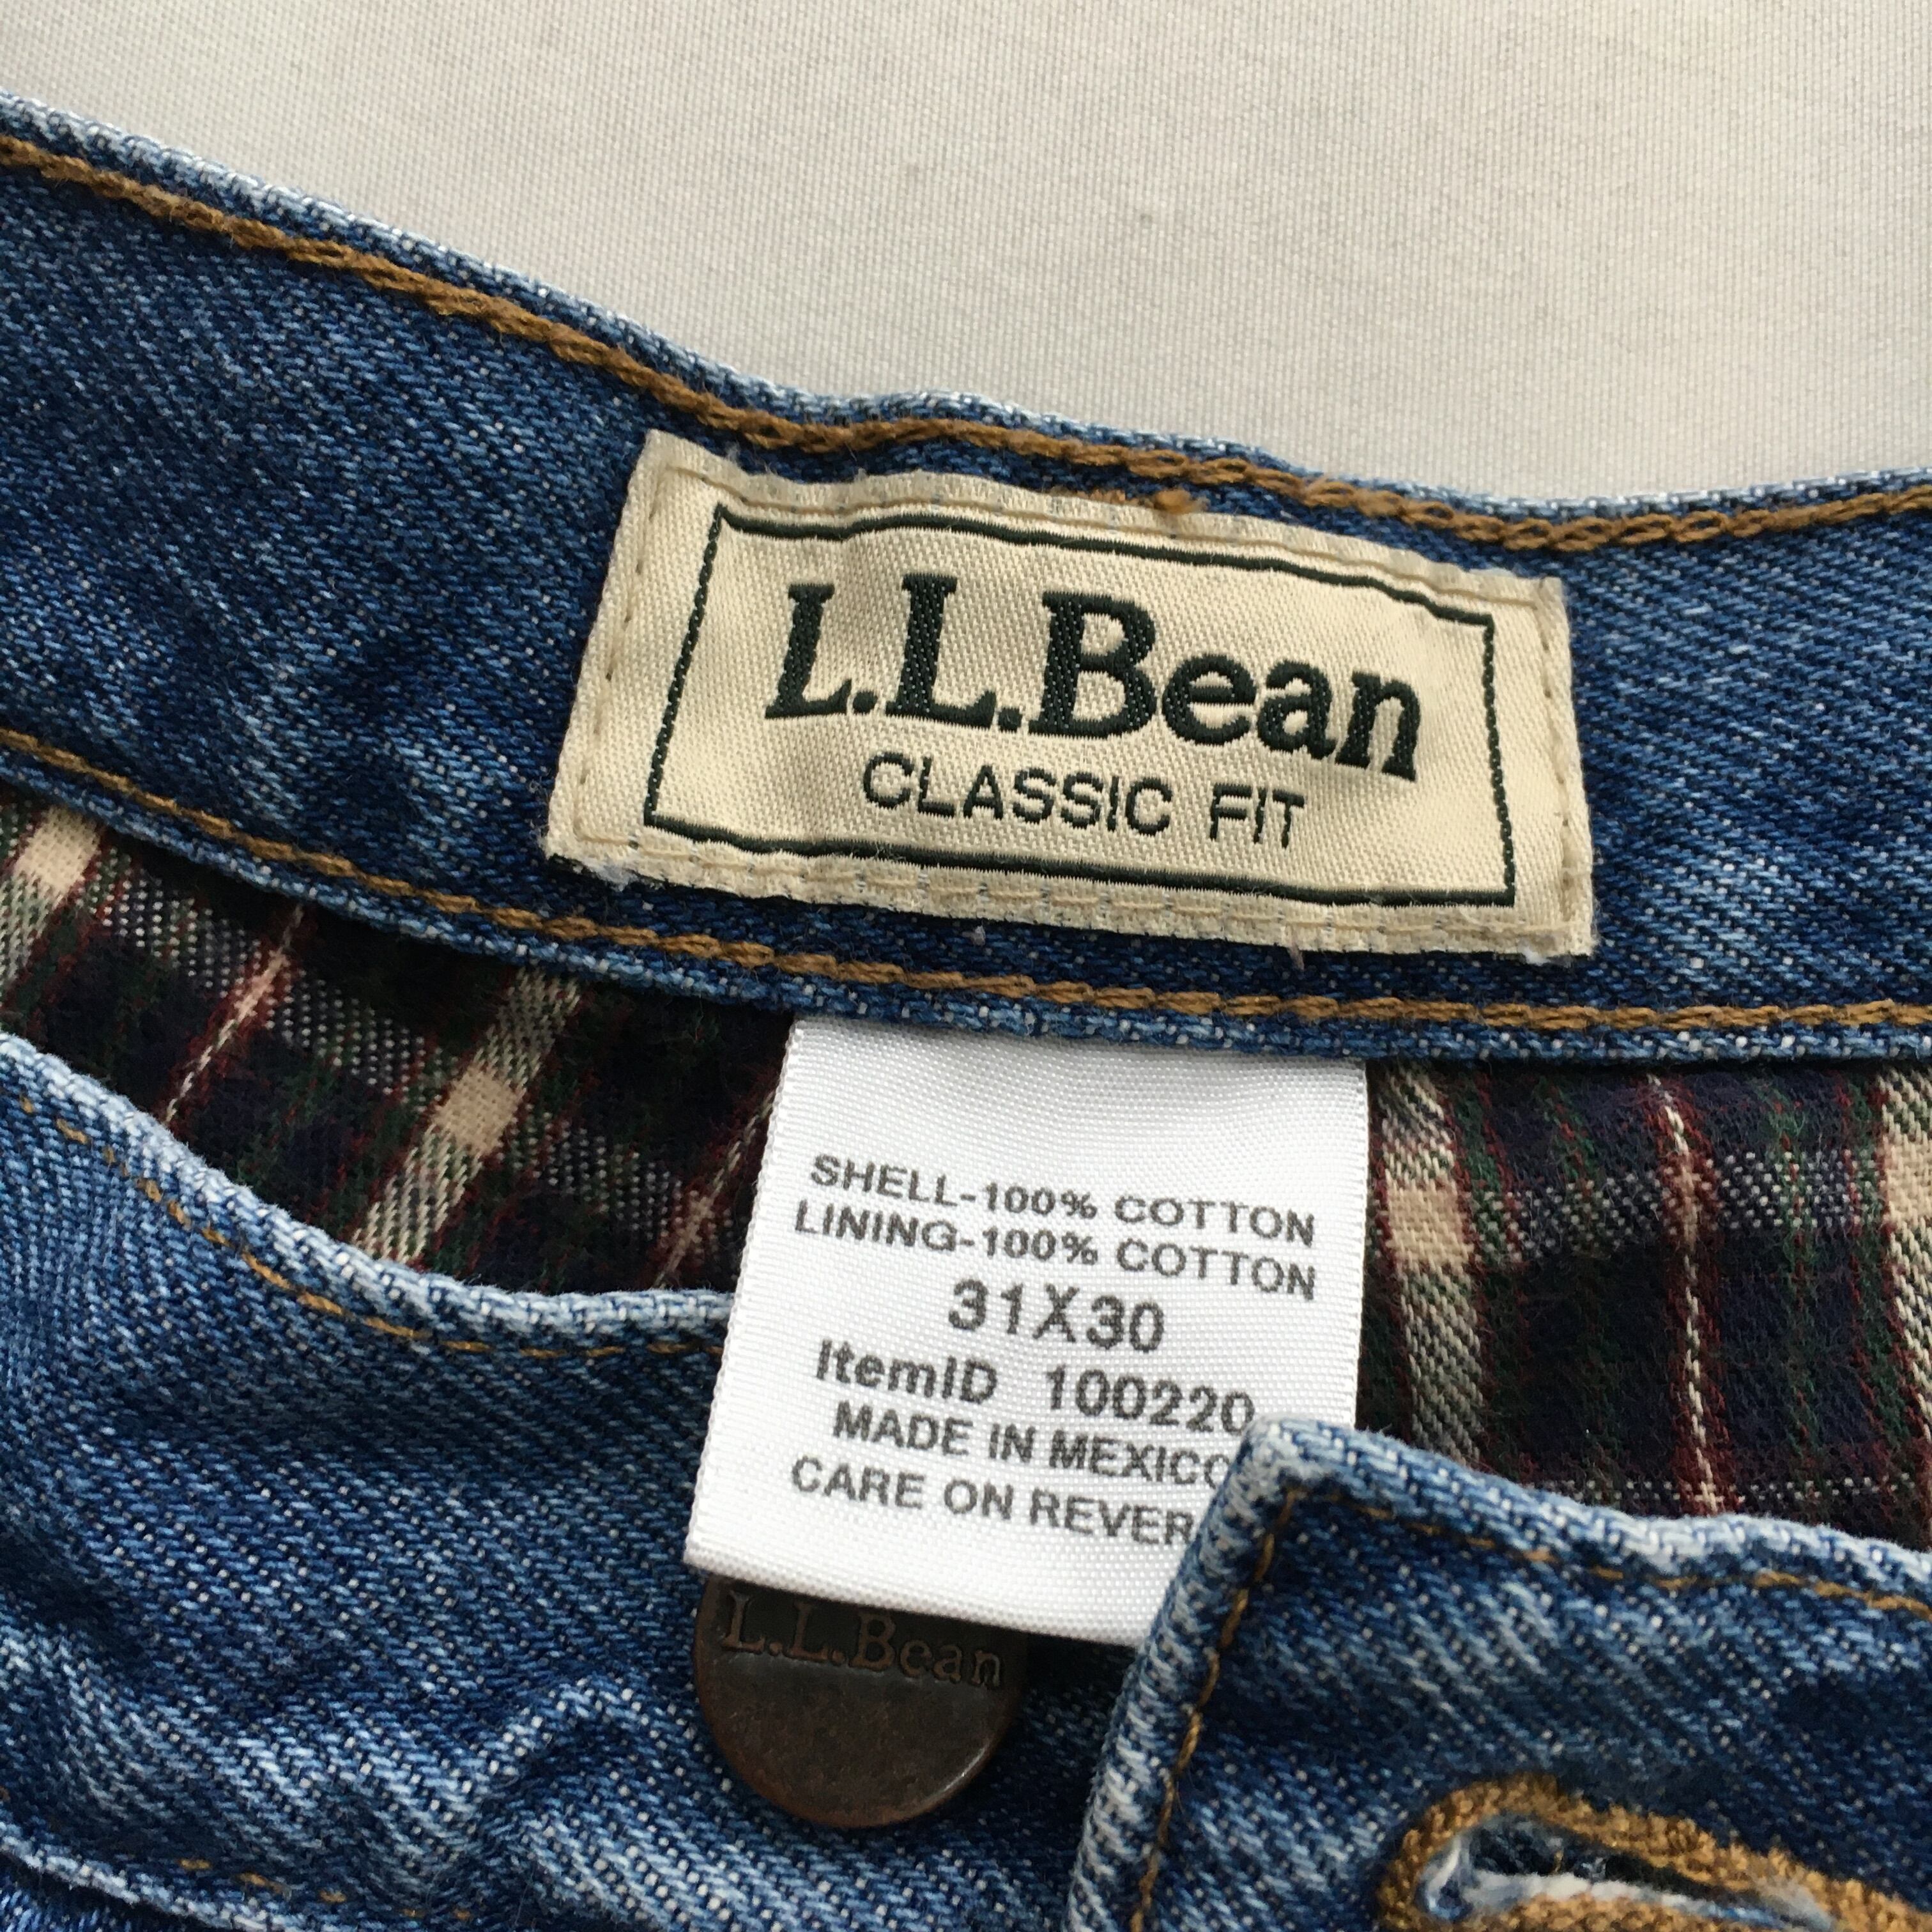 L.L.Bean
CLASSIC FIT
SHELL-100% COTTON
LINING-100% COTTON
31X30
ItemID 100220
MADE IN MEXICO
CARE ON REVER
L.L.Bean